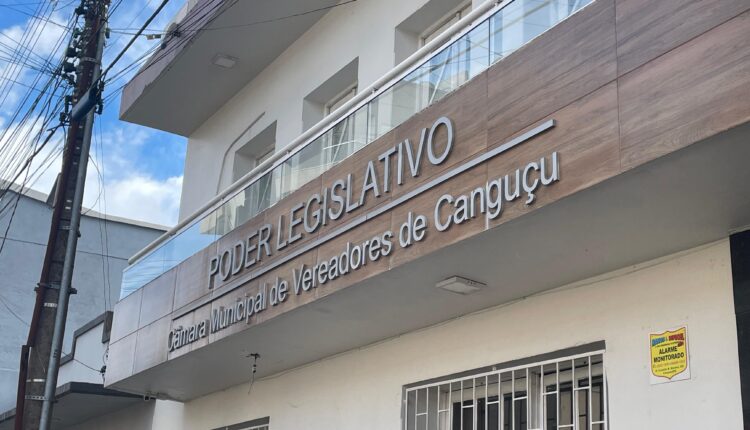 PODER LEGISLATIVO
Câmara Municipal de Vereadores de Canguçu
ALARME
MONITORADO